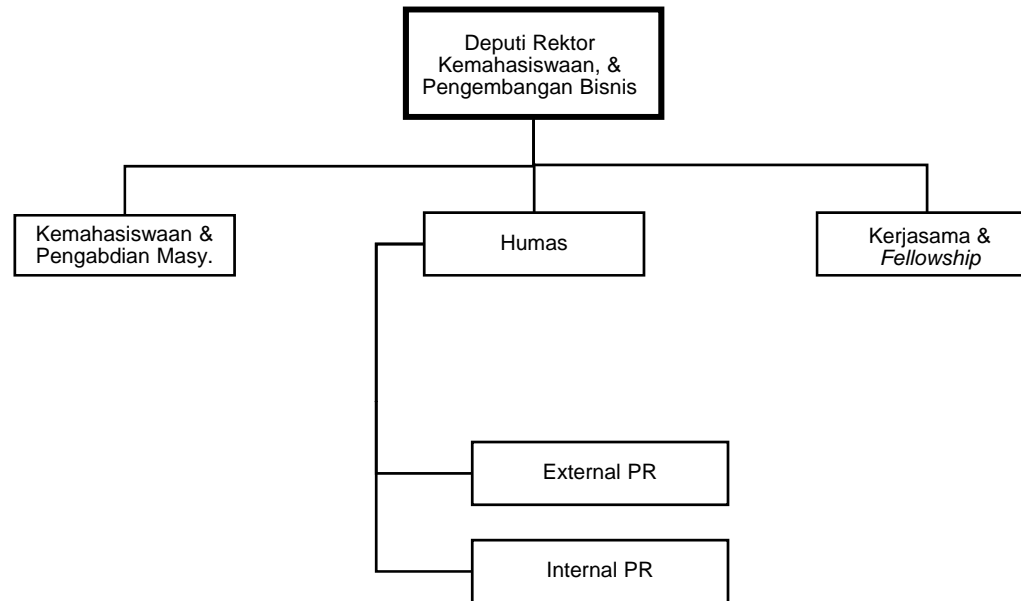 Deputi Rektor
Kemahasiswaan, &
Pengembangan Bisnis
Kemahasiswaan &
Pengabdian Masy.
Humas
Kerjasama &
Fellowship
External PR
Internal PR